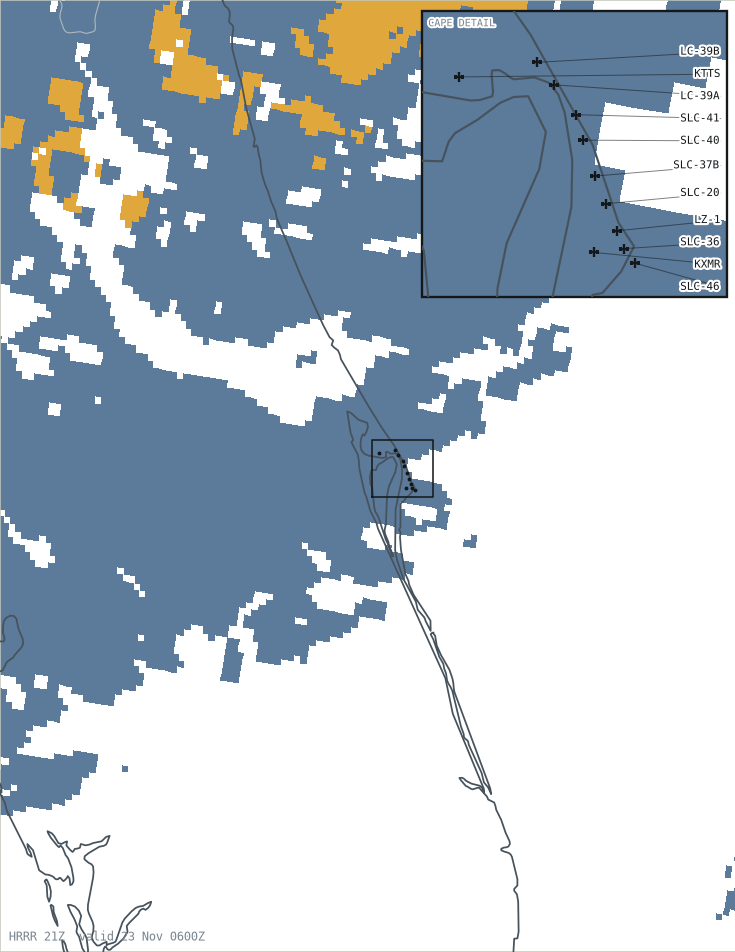 CAPE DETAIL
LC-39B
KTTS
LC-39A
SLC-41
SLC-40
SLC-37B
SLC-20
LZ-1
SLC-36
KXMR
SLC-46
HRRR 21Z  valid 23 Nov 0600Z